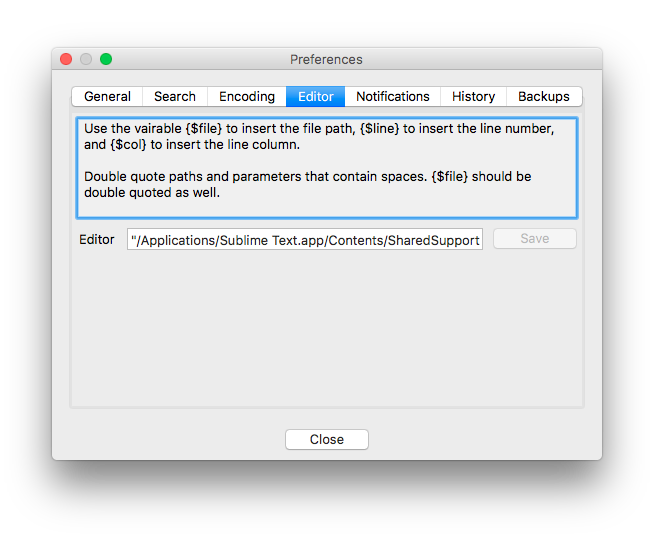 Preferences
General Search Encoding Editor Notifications History Backups
Use the vairable {$file} to insert the file path, {$line} to insert the line number,
and {$col} to insert the line column.
Double quote paths and parameters that contain spaces. {$file} should be
double quoted as well.
Editor "/Applications/Sublime Text.app/Contents/SharedSupport Save
Close